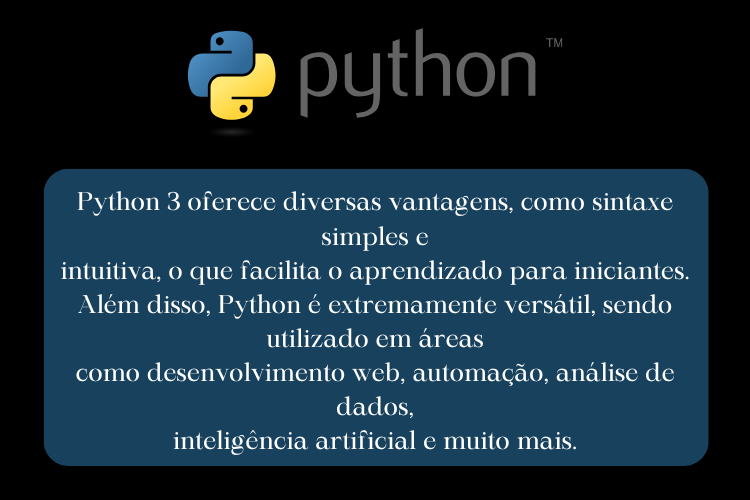 python™
Python 3 oferece diversas vantagens, como sintaxe
simples e
intuitiva, o que facilita o aprendizado para iniciantes.
Além disso, Python é extremamente versátil, sendo
utilizado em áreas
como desenvolvimento web, automação, análise de
dados,
inteligência artificial e muito mais.